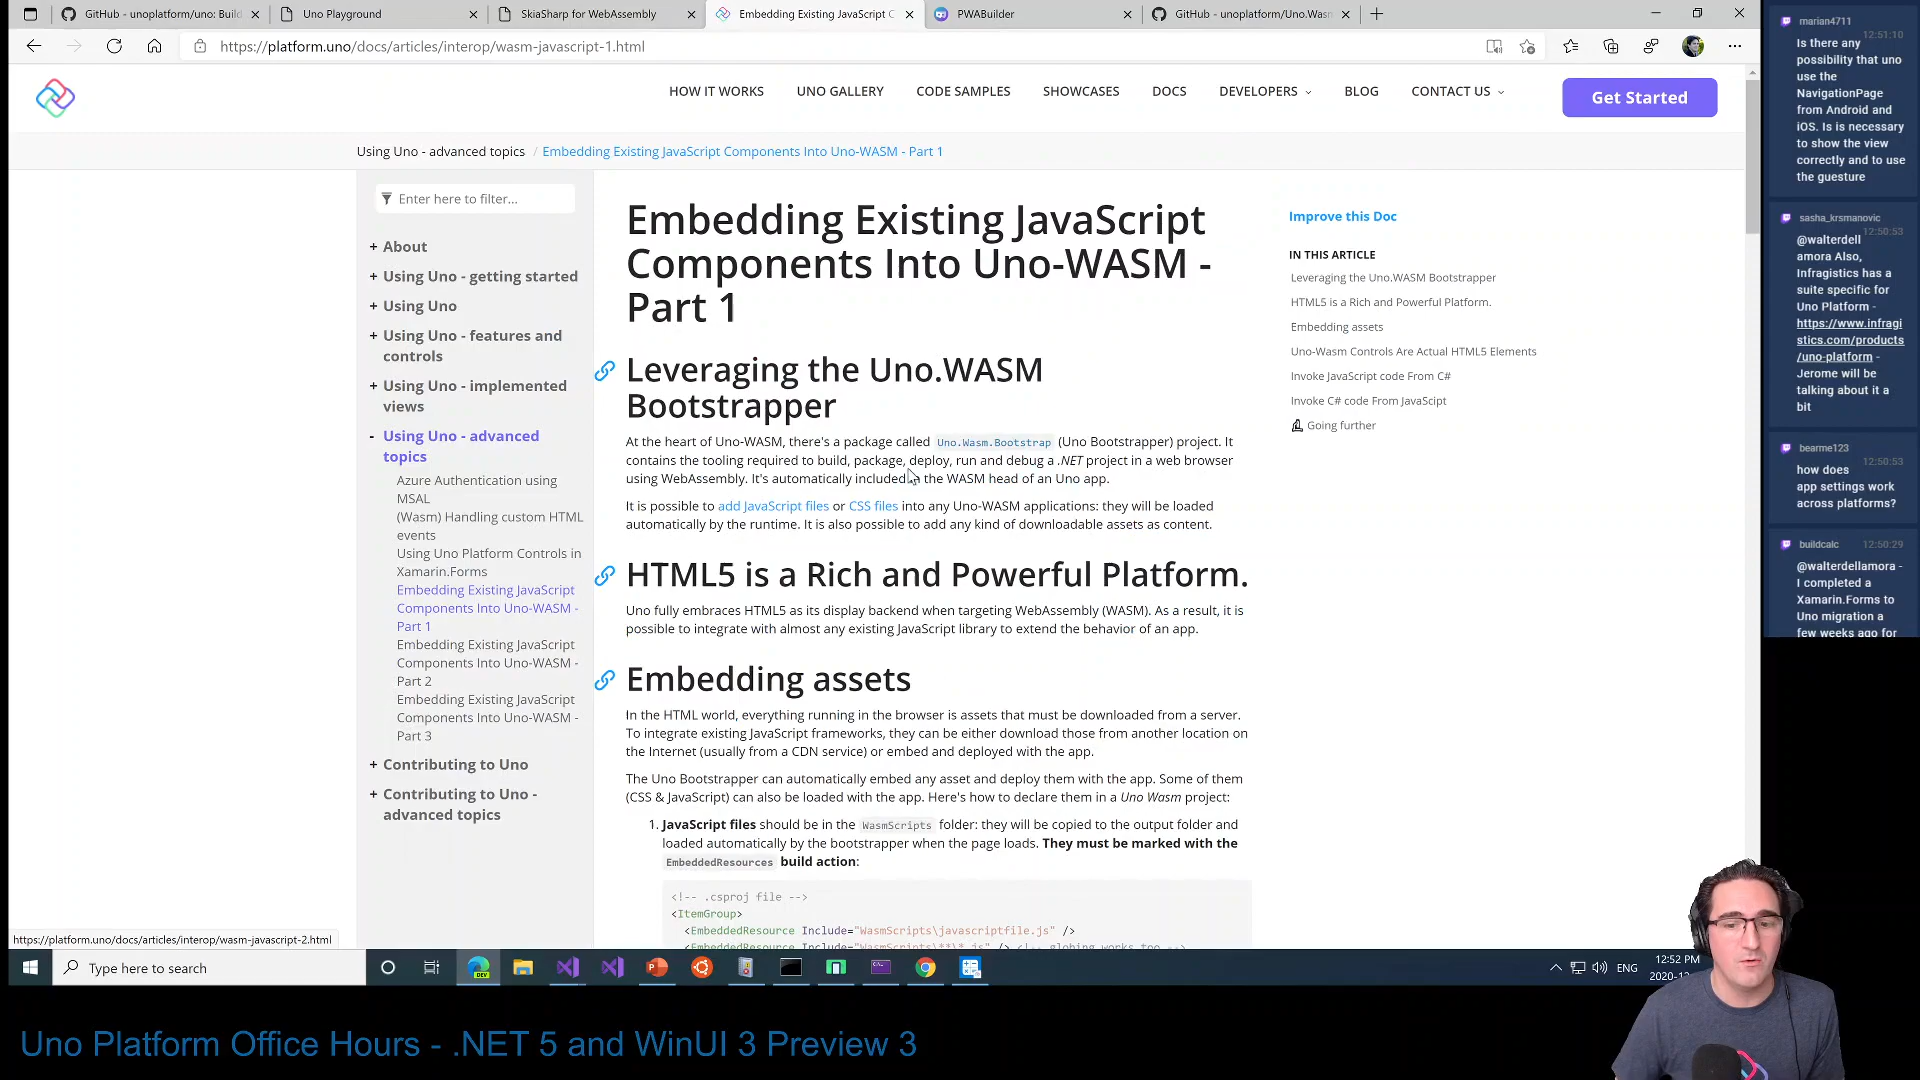 GitHub - unoplatform/uno: Build
Uno Playground
SkiaSharp for WebAssembly
Embedding Existing JavaScript C
PWABuilder
GitHub - unoplatform/Uno.Wasm
https://platform.uno/docs/articles/interop/wasm-javascript-1.html
HOW IT WORKS
UNO GALLERY
CODE SAMPLES
SHOWCASES
DOCS
DEVELOPERS
BLOG
CONTACT US
Get Started
Using Uno - advanced topics / Embedding Existing JavaScript Components Into Uno-WASM - Part 1
Enter here to filter...
+ About
+ Using Uno - getting started
+ Using Uno
+ Using Uno - features and
controls
+ Using Uno - implemented
views
- Using Uno - advanced
topics
Azure Authentication using
MSAL
(Wasm) Handling custom HTML
events
Using Uno Platform Controls in
Xamarin.Forms
Embedding Existing JavaScript
Components Into Uno-WASM -
Part 1
Embedding Existing JavaScript
Components Into Uno-WASM -
Part 2
Embedding Existing JavaScript
Components Into Uno-WASM -
Part 3
+ Contributing to Uno
+ Contributing to Uno -
advanced topics
Embedding Existing JavaScript
Components Into Uno-WASM -
Part 1
Leveraging the Uno.WASM
Bootstrapper
At the heart of Uno-WASM, there's a package called Uno.Wasm.Bootstrap (Uno Bootstrapper) project. It
contains the tooling required to build, package, deploy, run and debug a .NET project in a web browser
using WebAssembly. It's automatically included in the WASM head of an Uno app.
It is possible to add JavaScript files or CSS files into any Uno-WASM applications: they will be loaded
automatically by the runtime. It is also possible to add any kind of downloadable assets as content.
HTML5 is a Rich and Powerful Platform.
Uno fully embraces HTML5 as its display backend when targeting WebAssembly (WASM). As a result, it is
possible to integrate with almost any existing JavaScript library to extend the behavior of an app.
Embedding assets
In the HTML world, everything running in the browser is assets that must be downloaded from a server.
To integrate existing JavaScript frameworks, they can be either download those from another location on
the Internet (usually from a CDN service) or embed and deployed with the app.
The Uno Bootstrapper can automatically embed any asset and deploy them with the app. Some of them
(CSS & JavaScript) can also be loaded with the app. Here's how to declare them in a Uno Wasm project:
1. JavaScript files should be in the WasmScripts folder: they will be copied to the output folder and
loaded automatically by the bootstrapper when the page loads. They must be marked with the
EmbeddedResources build action:
<!-- .csproj file -->
<ItemGroup>
<EmbeddedResource Include="WasmScripts\javascriptfile.js" />
<EmbeddedResource Include="WasmScripts\**\*.js" /> <!-- globing works too -->
Improve this Doc
IN THIS ARTICLE
Leveraging the Uno.WASM Bootstrapper
HTML5 is a Rich and Powerful Platform.
Embedding assets
Uno-Wasm Controls Are Actual HTML5 Elements
Invoke JavaScript code From C#
Invoke C# code From JavaScipt
Going further
https://platform.uno/docs/articles/interop/wasm-javascript-2.html
Type here to search
ENG
12:52 PM
2020-12
marian4711
12:51:10
Is there any
possibility that uno
use the
NavigationPage
from Android and
iOS. Is is necessary
to show the view
correctly and to use
the guesture
sasha_krsmanovic
12:50:53
@walterdell
amora Also,
Infragistics has a
suite specific for
Uno Platform -
https://www.infragi
stics.com/products
/uno-platform -
Jerome will be
talking about it a
bit
bearme123
12:50:53
how does
app settings work
across platforms?
buildcalc
12:50:29
@walterdellamora -
I completed a
Xamarin.Forms to
Uno migration a
few weeks ago for
Uno Platform Office Hours - .NET 5 and WinUI 3 Preview 3